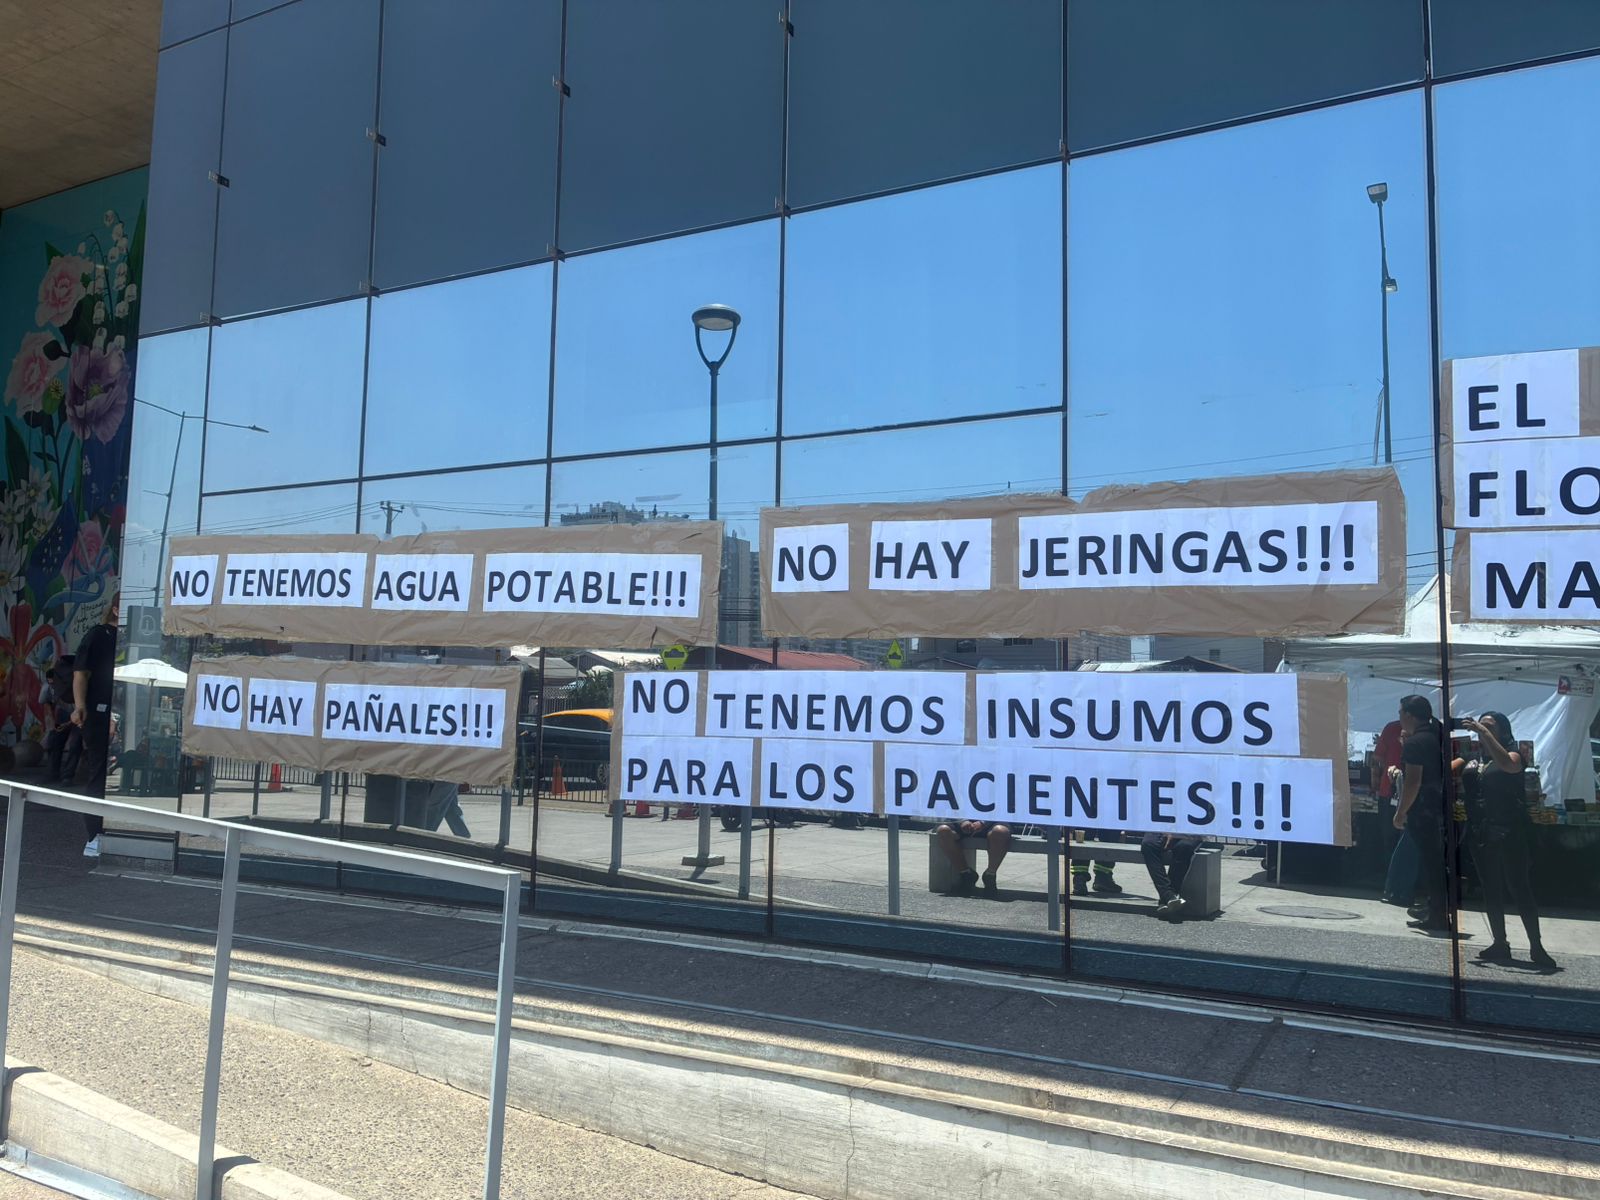 NO TENEMOS AGUA POTABLE!!!
NO HAY JERINGAS!!!
NO HAY PAÑALES!!!
NO TENEMOS INSUMOS
PARA LOS PACIENTES!!!
EL
FLO
MA